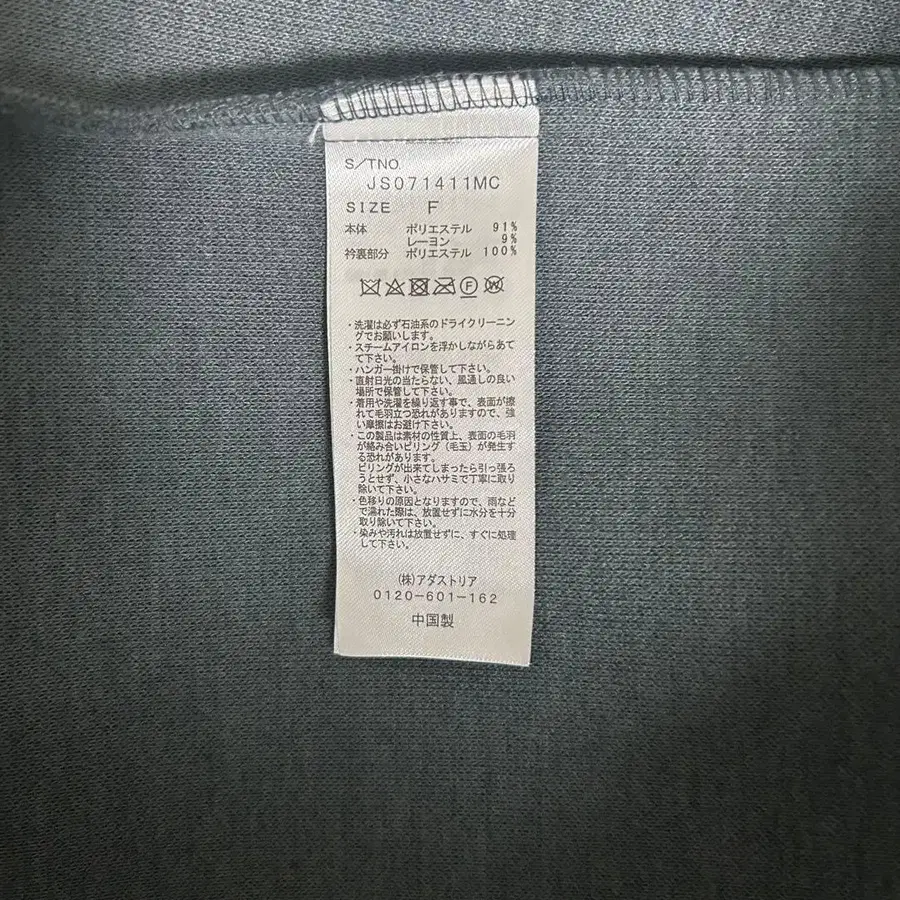 S/TNO.
JS071411MC
SIZE F
本体 ポリエステル 91%
レーヨン 9%
衿裏部分 ポリエステル 100%
F W
・洗濯は必ず石油系のドライクリーニン
グでお願いします。
・スチームアイロンを浮かしながらあて
て下さい。
・ハンガー掛けで保管して下さい。
・直射日光の当たらない、風通しの良い
場所で保管して下さい。
・着用や洗濯を繰り返す事で、表面が擦
れて毛羽立つ恐れがありますので、強
い摩擦はお避け下さい。
・この製品は素材の性質上、表面の毛羽
が絡み合いピリング（毛玉）が発生す
る恐れがあります。
ピリングが出来てしまったら引っ張ろ
うとせず、小さなハサミで丁寧に取り
除いて下さい。
・色移りの原因となりますので、雨など
で濡れた際は、放置せずに水分を十分
取り除いて下さい。
・染みや汚れは放置せずに、すぐに処理
して下さい。
(株)アダストリア
0120-601-162
中国製